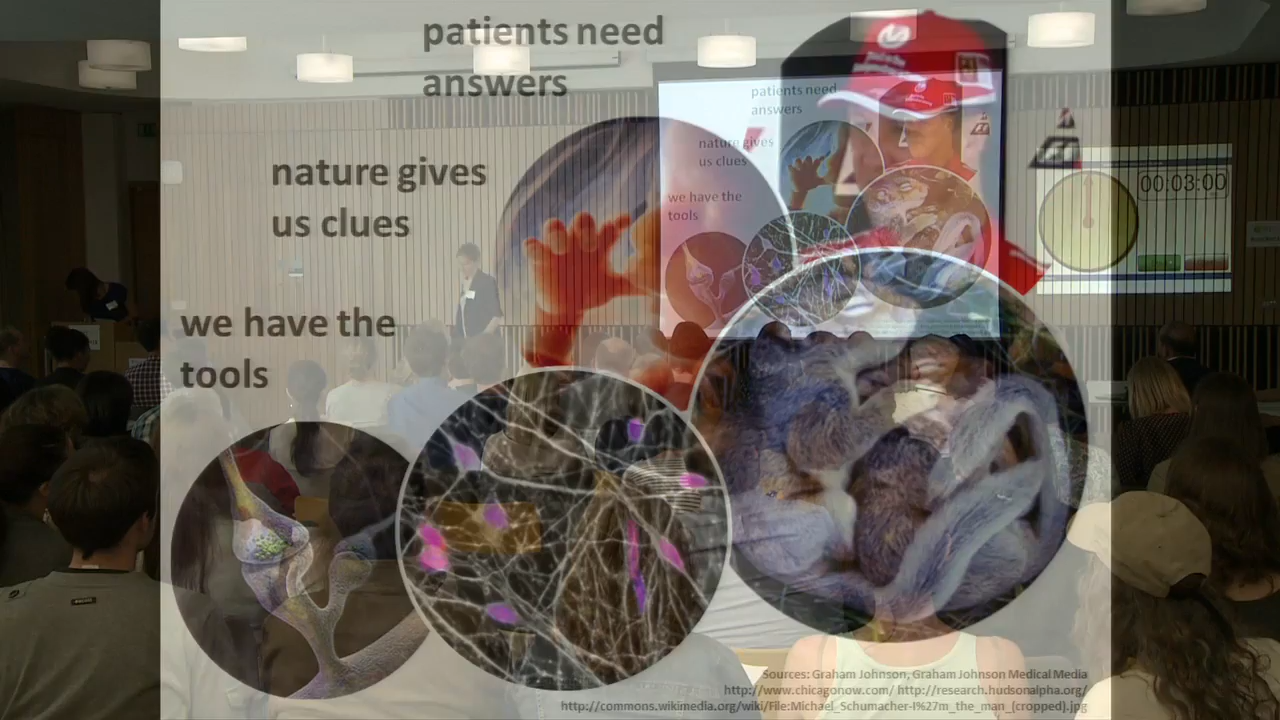 patients need
answers
nature gives
us clues
we have the
tools
patients need
answers
nature gives
us clues
we have the
tools
00:03:00
Sources: Graham Johnson, Graham Johnson Medical Media
http://www.chicagonow.com/ http://research.hudsonalpha.org/
http://commons.wikimedia.org/wiki/File:Michael_Schumacher-I%27m_the_man_(cropped).jpg